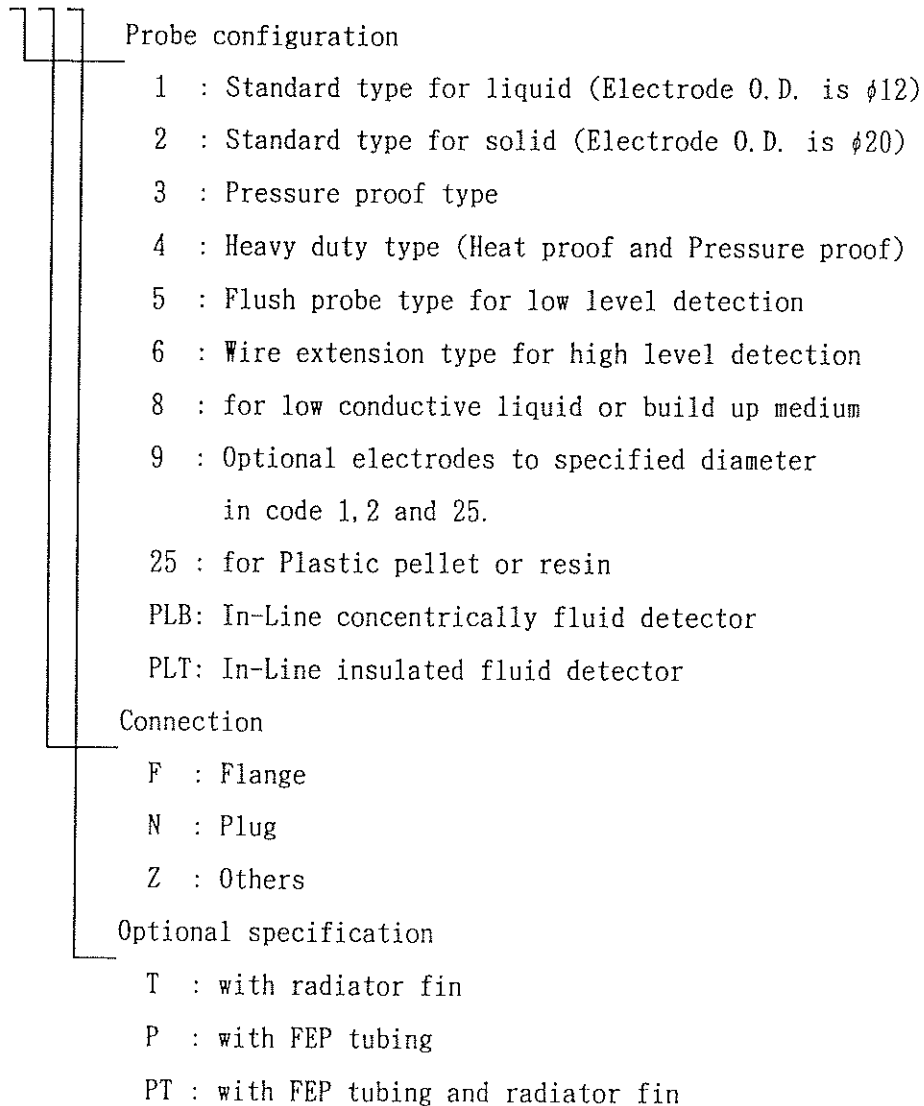 Probe configuration
1 : Standard type for liquid (Electrode O.D. is φ12)
2 : Standard type for solid (Electrode O.D. is φ20)
3 : Pressure proof type
4 : Heavy duty type (Heat proof and Pressure proof)
5 : Flush probe type for low level detection
6 : Wire extension type for high level detection
8 : for low conductive liquid or build up medium
9 : Optional electrodes to specified diameter
in code 1,2 and 25.
25 : for Plastic pellet or resin
PLB: In-Line concentrically fluid detector
PLT: In-Line insulated fluid detector
Connection
F : Flange
N : Plug
Z : Others
Optional specification
T : with radiator fin
P : with FEP tubing
PT : with FEP tubing and radiator fin